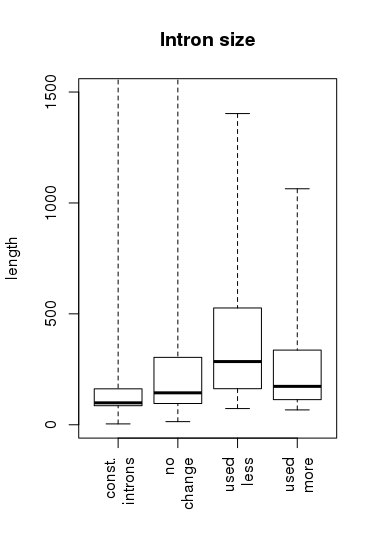 Intron size
length
1500
1000
500
0
const.
introns
no
change
used
less
used
more